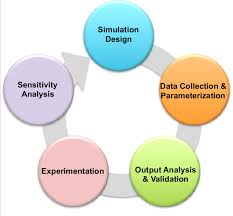 Simulation
Design
Data Collection &
Parameterization
Output Analysis
& Validation
Experimentation
Sensitivity
Analysis